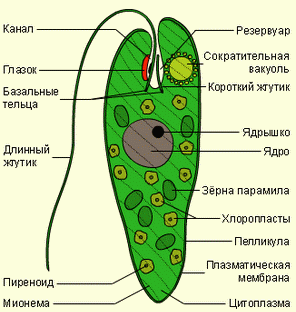 Канал
Глазок
Базальные
тельца
Длинный
жгутик
Пиреноид
Мионема
Резервуар
Сократительная
вакуоль
Короткий жгутик
Ядрышко
Ядро
Зёрна парамила
Хлоропласты
Пелликула
Плазматическая
мембрана
Цитоплазма